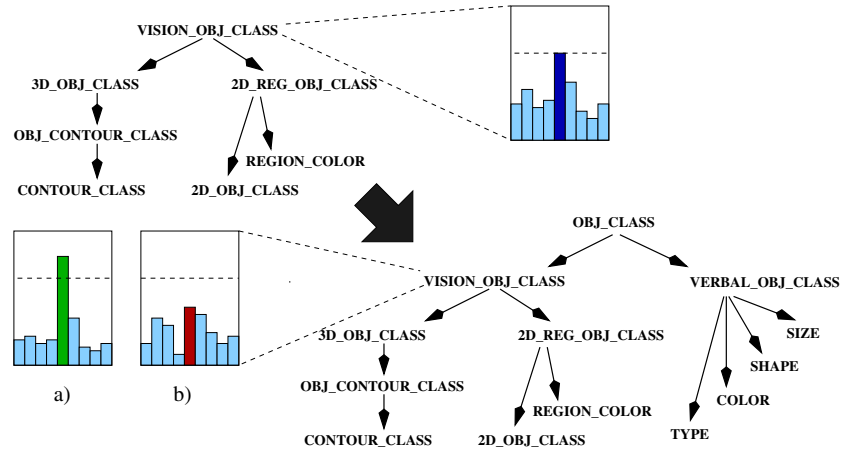 VISION_OBJ_CLASS
3D_OBJ_CLASS 2D_REG_OBJ_CLASS
OBJ_CONTOUR_CLASS
REGION_COLOR
CONTOUR_CLASS 2D_OBJ_CLASS
OBJ_CLASS
VISION_OBJ_CLASS VERBAL_OBJ_CLASS
3D_OBJ_CLASS 2D_REG_OBJ_CLASS SIZE
SHAPE
OBJ_CONTOUR_CLASS
a) b)
COLOR
REGION_COLOR
TYPE
CONTOUR_CLASS 2D_OBJ_CLASS